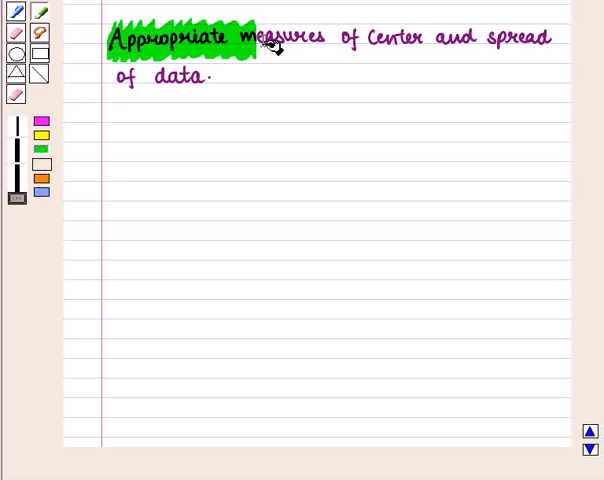 Appropriate measures of Center and spread
of data.